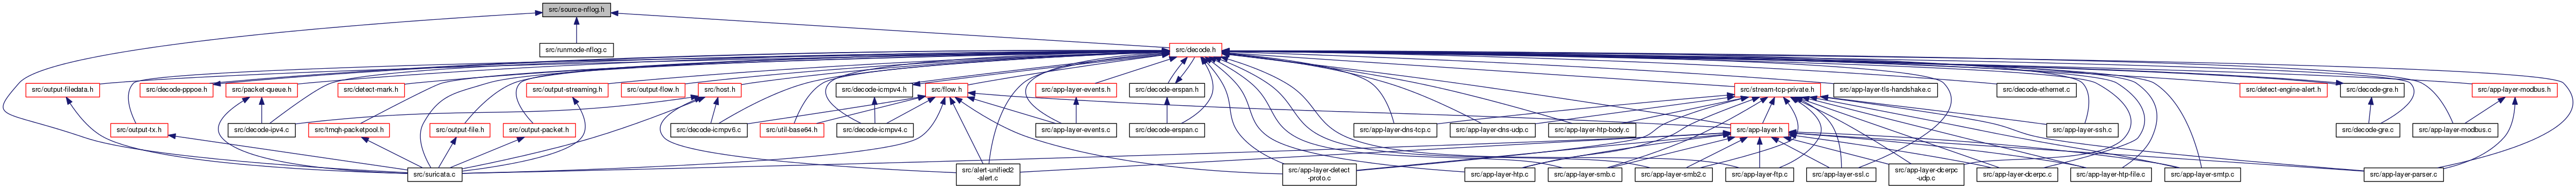 src/source-nflog.h
src/runmode-nflog.c
src/decode.h
src/output-filedata.h
src/decode-pppoe.h
src/packet-queue.h
src/detect-mark.h
src/output-streaming.h
src/output-flow.h
src/host.h
src/decode-icmpv4.h
src/flow.h
src/app-layer-events.h
src/decode-erspan.h
src/stream-tcp-private.h
src/app-layer-tls-handshake.c
src/decode-ethernet.c
src/detect-engine-alert.h
src/decode-gre.h
src/app-layer-modbus.h
src/output-tx.h
src/decode-ipv4.c
src/tmqh-packetpool.h
src/output-file.h
src/output-packet.h
src/decode-icmpv6.c
src/util-base64.h
src/decode-icmpv4.c
src/app-layer-events.c
src/decode-erspan.c
src/app-layer-dns-tcp.c
src/app-layer-dns-udp.c
src/app-layer-htp-body.c
src/app-layer.h
src/app-layer-ssh.c
src/decode-gre.c
src/app-layer-modbus.c
src/suricata.c
src/alert-unified2
-alert.c
src/app-layer-detect
-proto.c
src/app-layer-htp.c
src/app-layer-smb.c
src/app-layer-smb2.c
src/app-layer-ftp.c
src/app-layer-ssl.c
src/app-layer-dcerpc
-udp.c
src/app-layer-dcerpc.c
src/app-layer-htp-file.c
src/app-layer-smtp.c
src/app-layer-parser.c